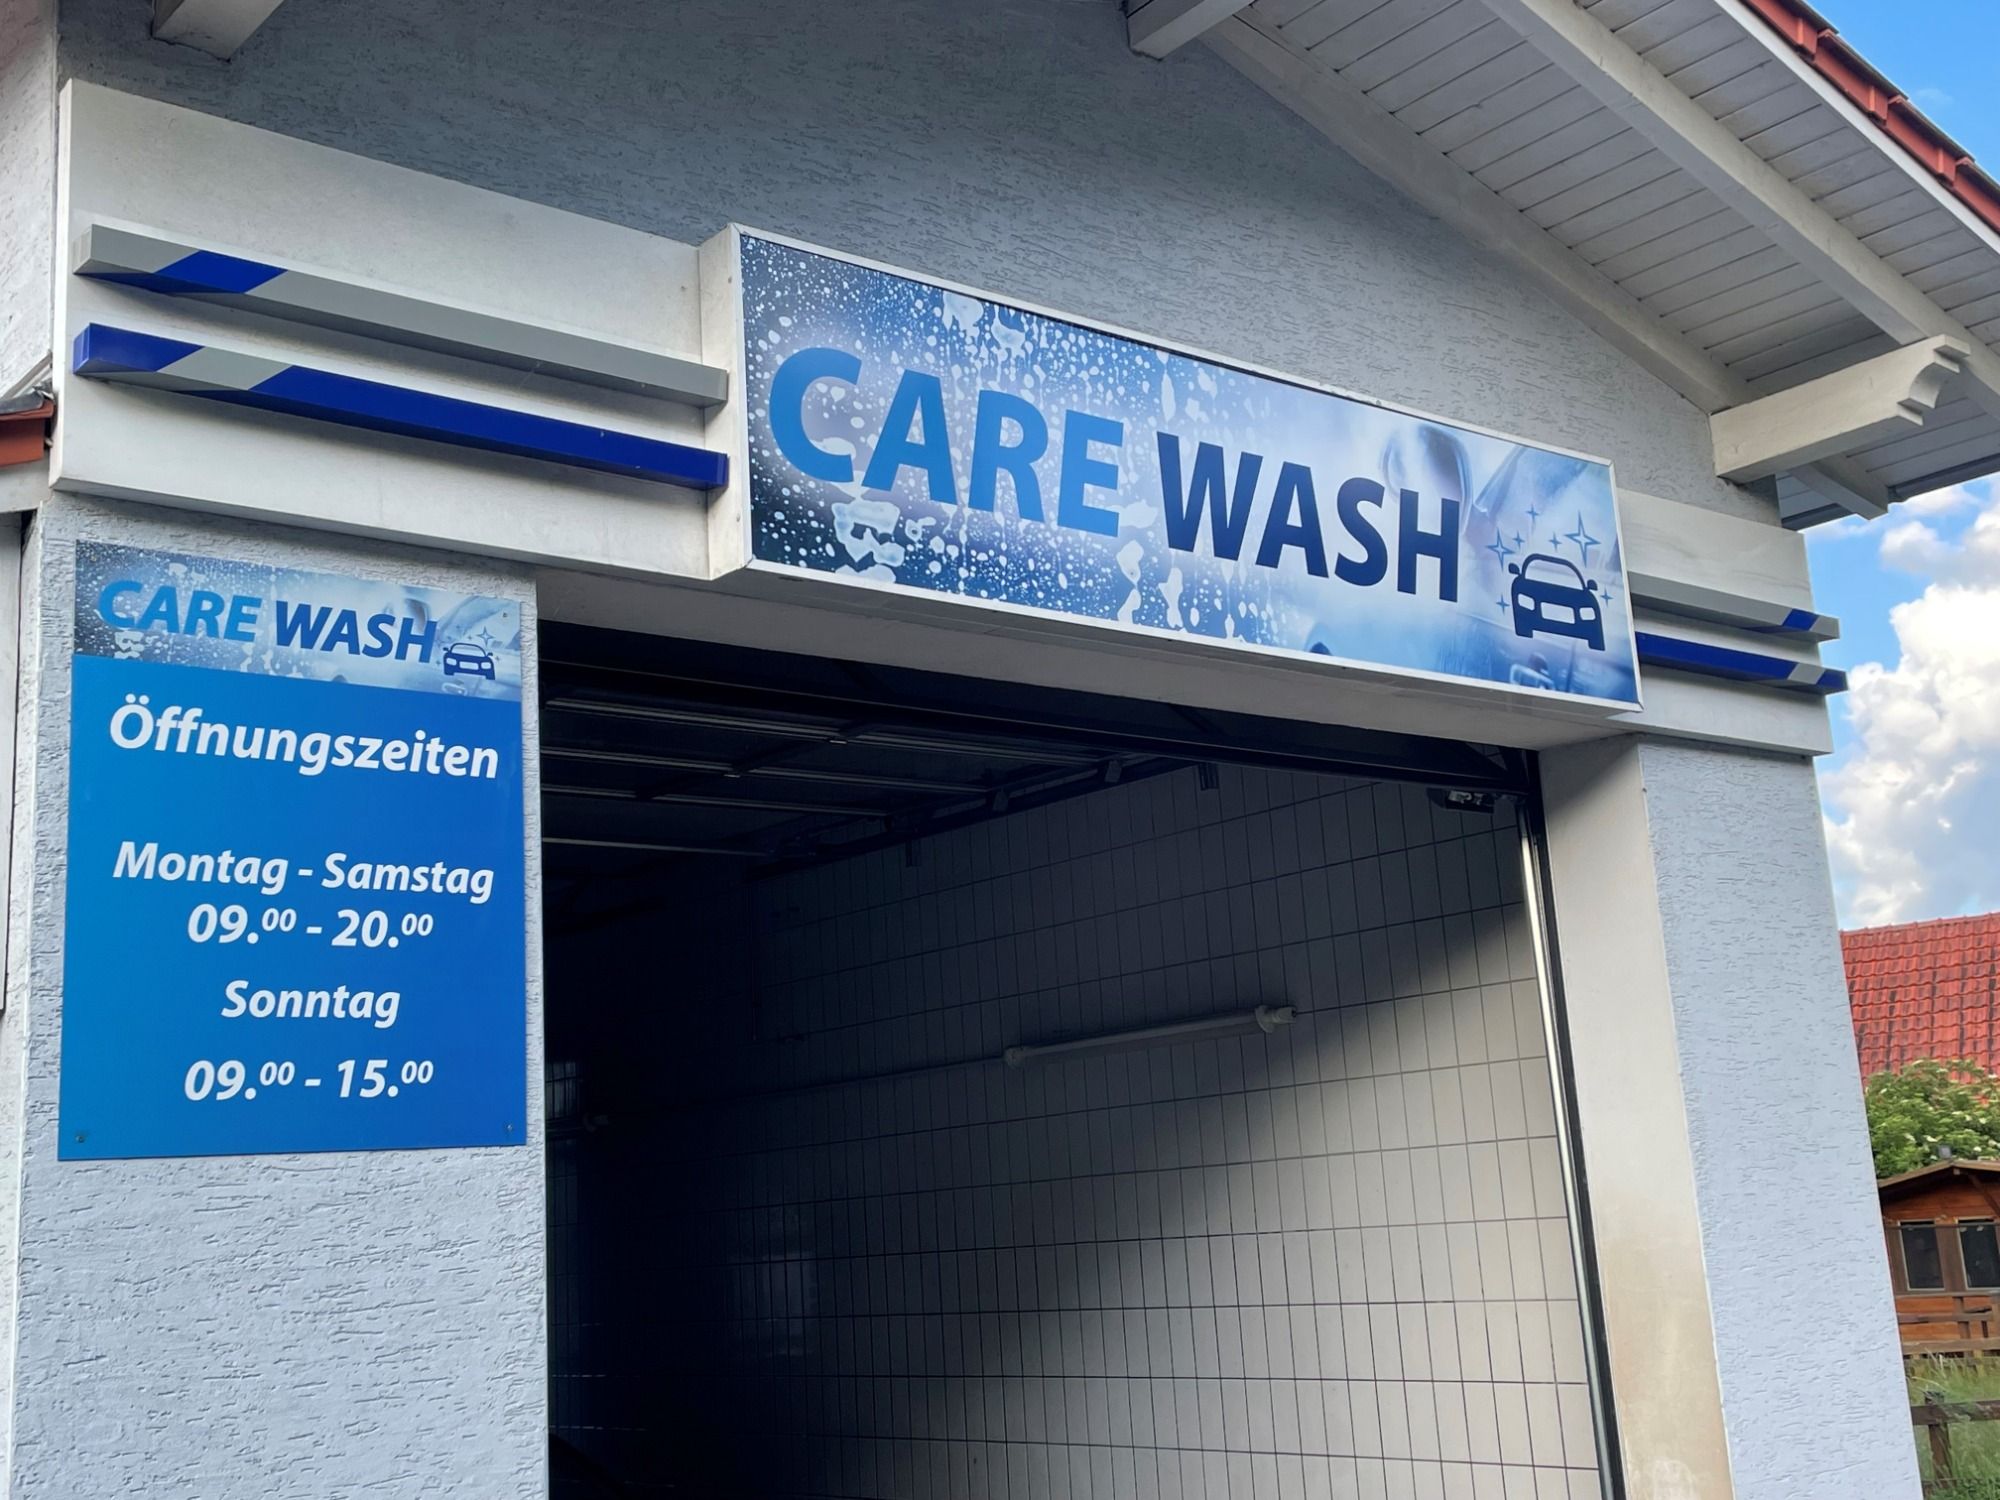 CARE WASH
CARE WASH
Öffnungszeiten
Montag - Samstag
09.00 - 20.00
Sonntag
09.00 - 15.00